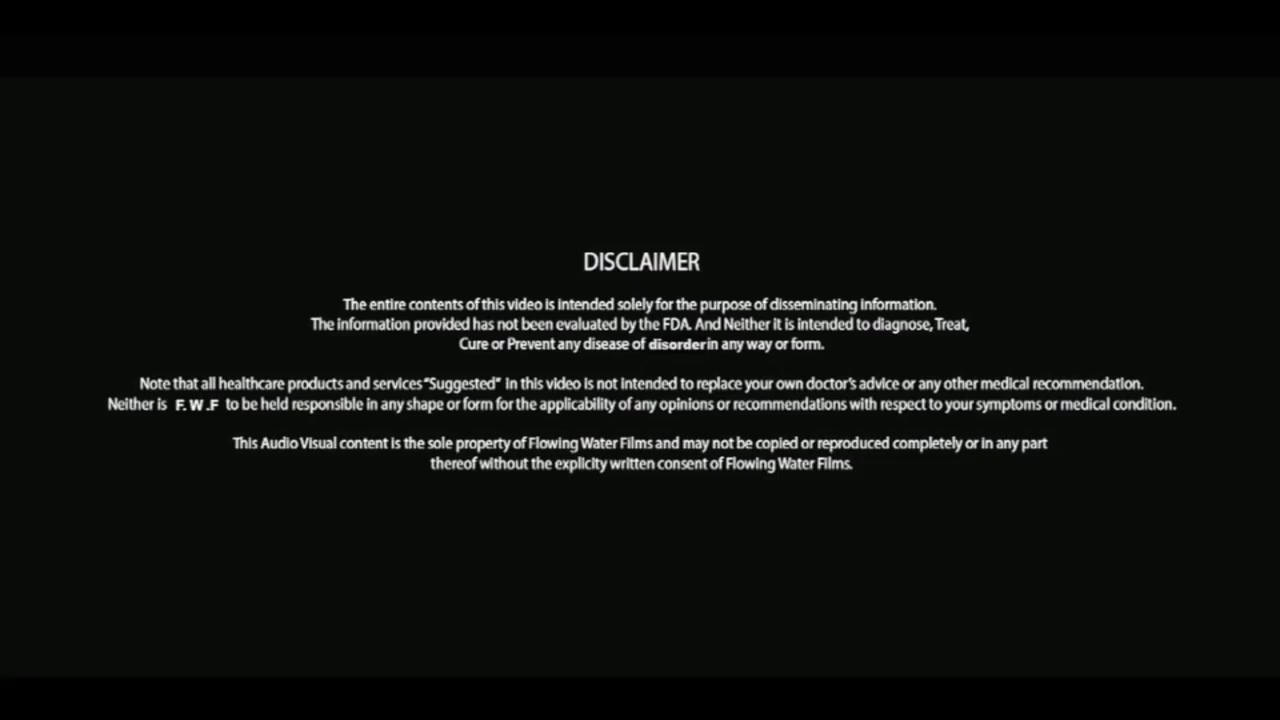 DISCLAIMER
The entire contents of this video is intended solely for the purpose of disseminating information.
The information provided has not been evaluated by the FDA. And Neither it is intended to diagnose, Treat,
Cure or Prevent any disease of disorder in any way or form.
Note that all healthcare products and services "Suggested" in this video is not intended to replace your own doctor's advice or any other medical recommendation.
Neither is F.W.F to be held responsible in any shape or form for the applicability of any opinions or recommendations with respect to your symptoms or medical condition.
This Audio Visual content is the sole property of Flowing Water Films and may not be copied or reproduced completely or in any part
thereof without the explicity written consent of Flowing Water Films.